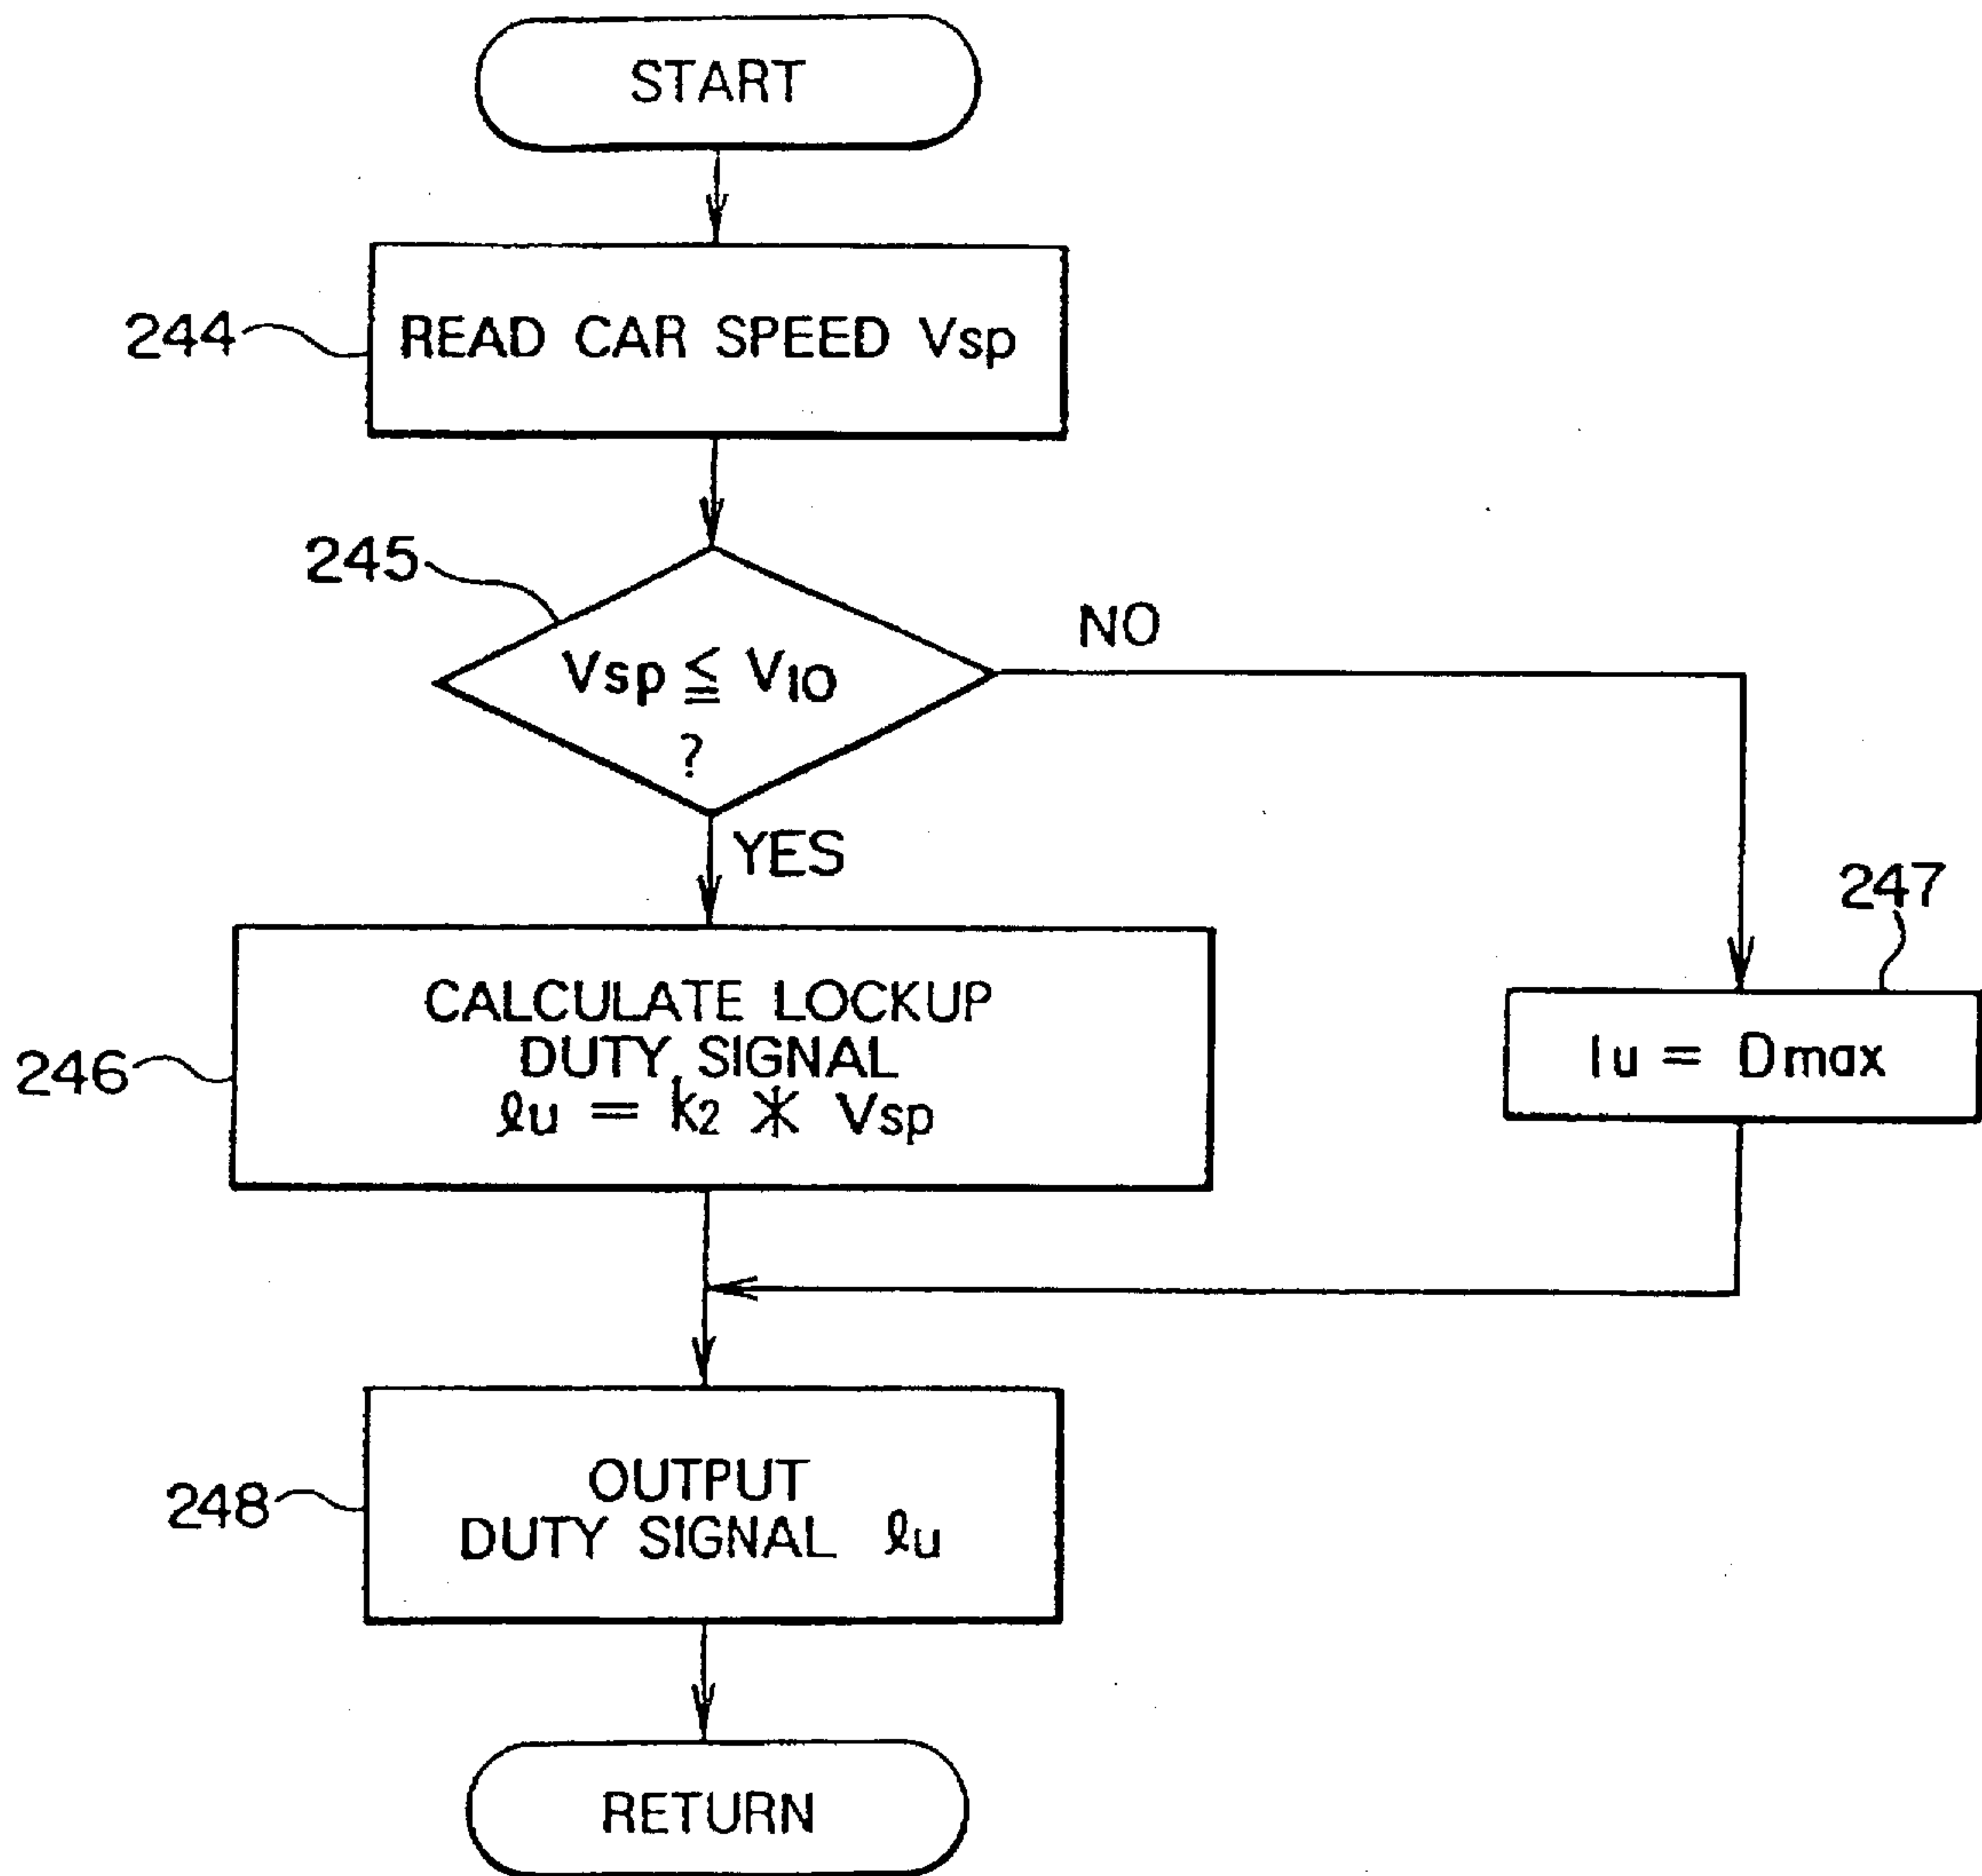 START
244
READ CAR SPEED Vsp
245
Vsp ≦ V10
?
NO
YES
247
246
CALCULATE LOCKUP
DUTY SIGNAL
ℓu = k2 * Vsp
lu = Dmax
248
OUTPUT
DUTY SIGNAL ℓu
RETURN